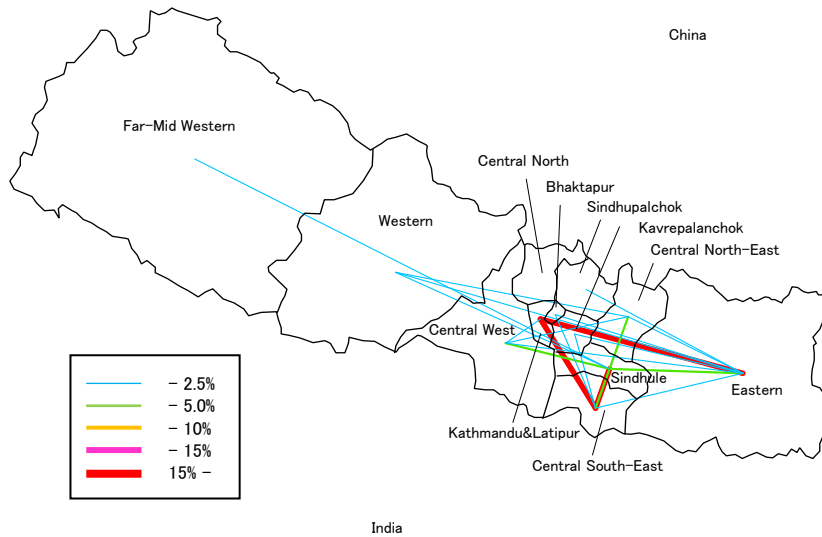 China
Far-Mid Western
Central North
Bhaktapur
Sindhupalchok
Western
Kavrepalanchok
Central North-East
Central West
Sindhule
Eastern
Kathmandu&Latipur
Central South-East
India
- 2.5%
- 5.0%
- 10%
- 15%
15% -